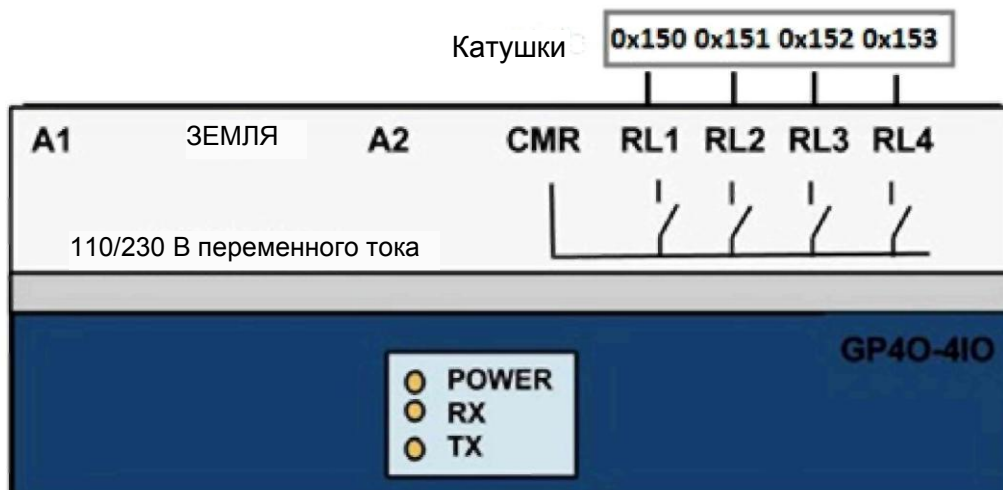 Катушки
0x150 0x151 0x152 0x153
A1 ЗЕМЛЯ A2 CMR RL1 RL2 RL3 RL4
110/230 В переменного тока
GP4O-4IO
POWER
RX
TX